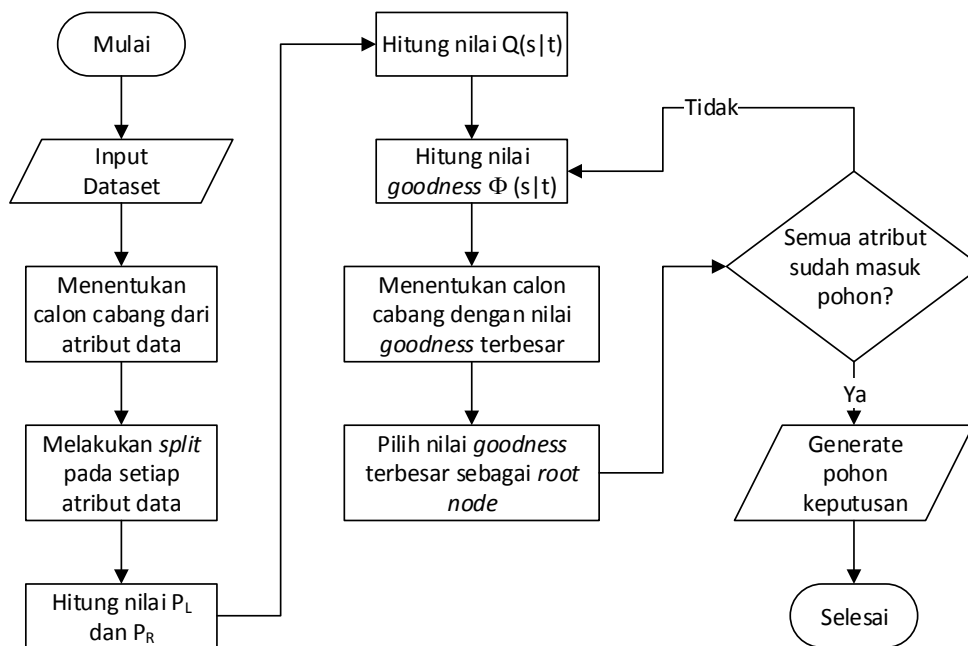 Mulai
Input
Dataset
Menentukan
calon cabang dari
atribut data
Melakukan split
pada setiap
atribut data
Hitung nilai P_L
dan P_R
Hitung nilai Q(s|t)
Hitung nilai
goodness Φ (s|t)
Menentukan calon
cabang dengan nilai
goodness terbesar
Pilih nilai goodness
terbesar sebagai root
node
Tidak
Semua atribut
sudah masuk
pohon?
Ya
Generate
pohon
keputusan
Selesai